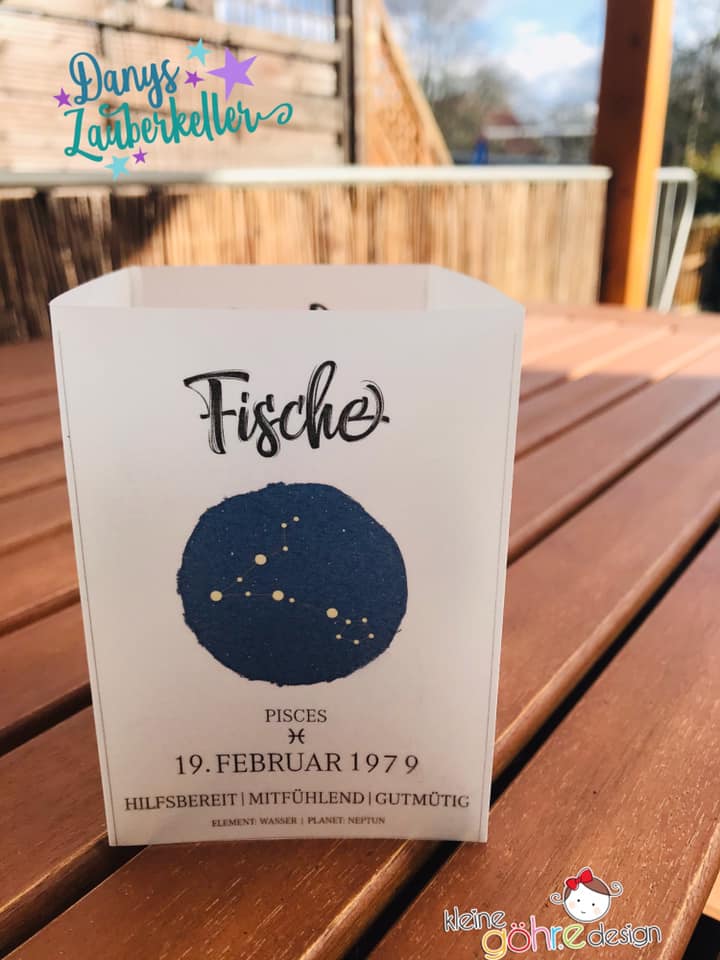 Danys
Zauberkeller
Fische
PISCES
♓
19. FEBRUAR 1979
HILFSBEREIT | MITFÜHLEND | GUTMÜTIG
ELEMENT: WASSER | PLANET: NEPTUN
kleine
göhre design